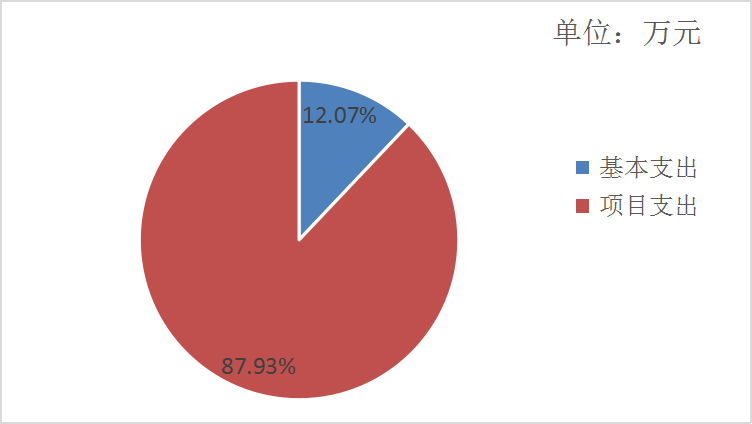 单位：万元
12.07%
基本支出
项目支出
87.93%